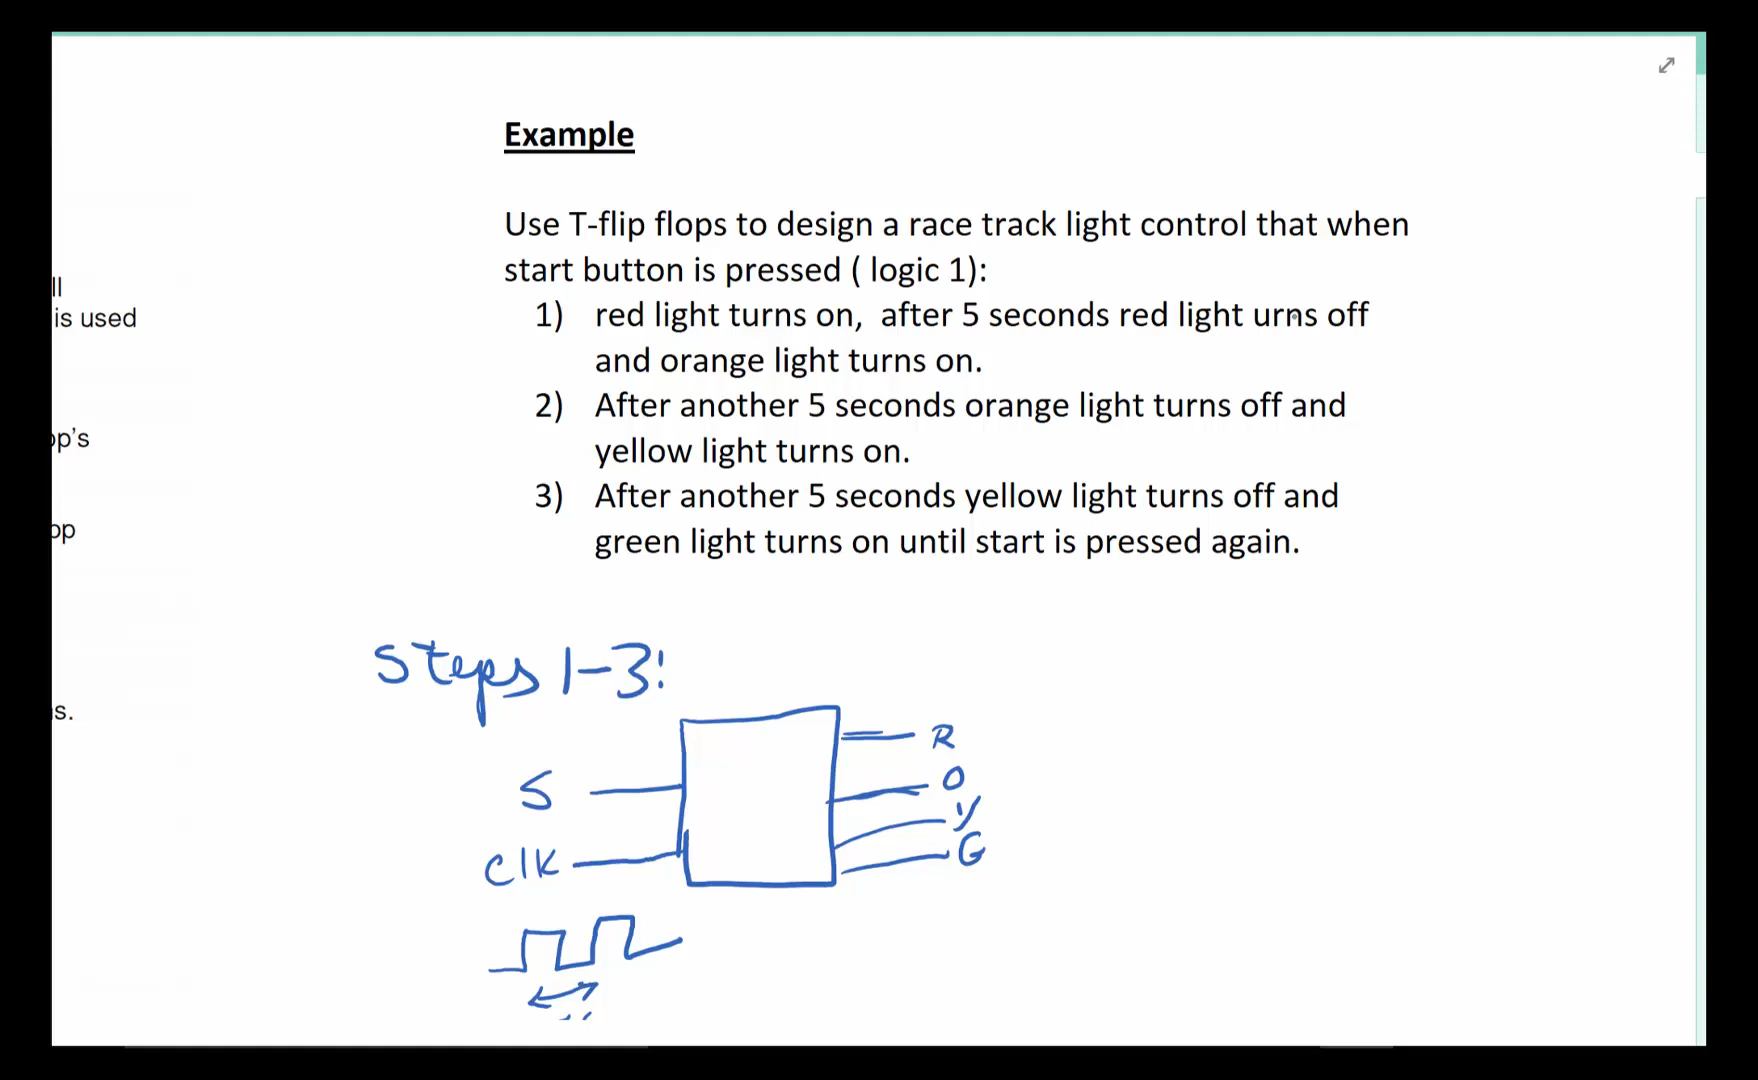 Example
Use T-flip flops to design a race track light control that when
start button is pressed ( logic 1):
1) red light turns on, after 5 seconds red light urns off
and orange light turns on.
2) After another 5 seconds orange light turns off and
yellow light turns on.
3) After another 5 seconds yellow light turns off and
green light turns on until start is pressed again.
ll
is used
op's
op
s.
Steps 1-3:
R
S
O
Y
Clk
G